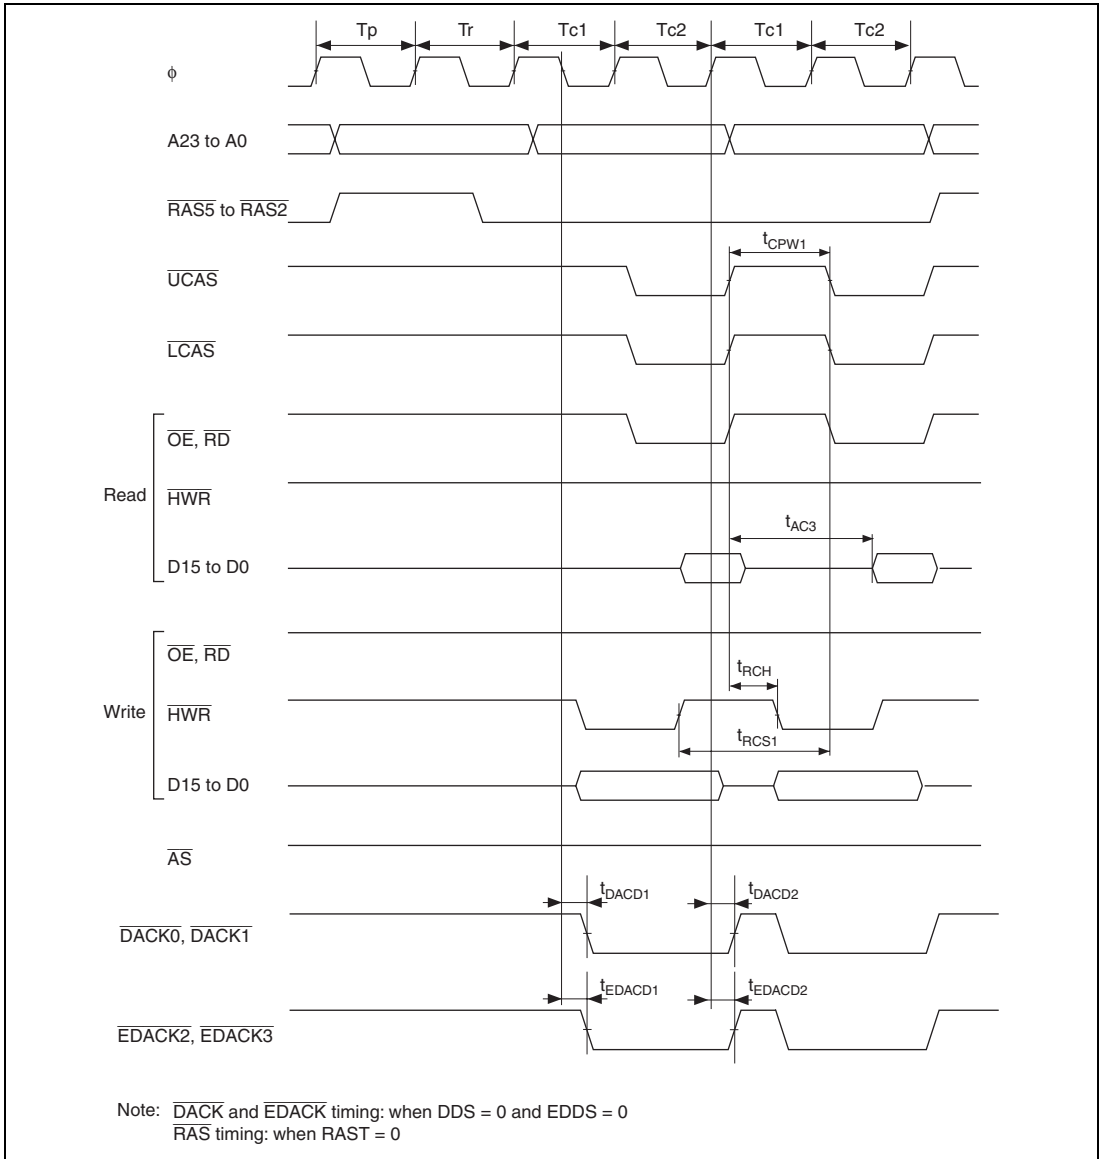 Tp Tr Tc1 Tc2 Tc1 Tc2
ϕ
A23 to A0
RAS5 to RAS2
tCPW1
UCAS
LCAS
OE, RD
Read
HWR
tAC3
D15 to D0
OE, RD
tRCH
Write
HWR
tRCS1
D15 to D0
AS
tDACD1 tDACD2
DACK0, DACK1
tEDACD1 tEDACD2
EDACK2, EDACK3
Note: DACK and EDACK timing: when DDS = 0 and EDDS = 0
RAS timing: when RAST = 0